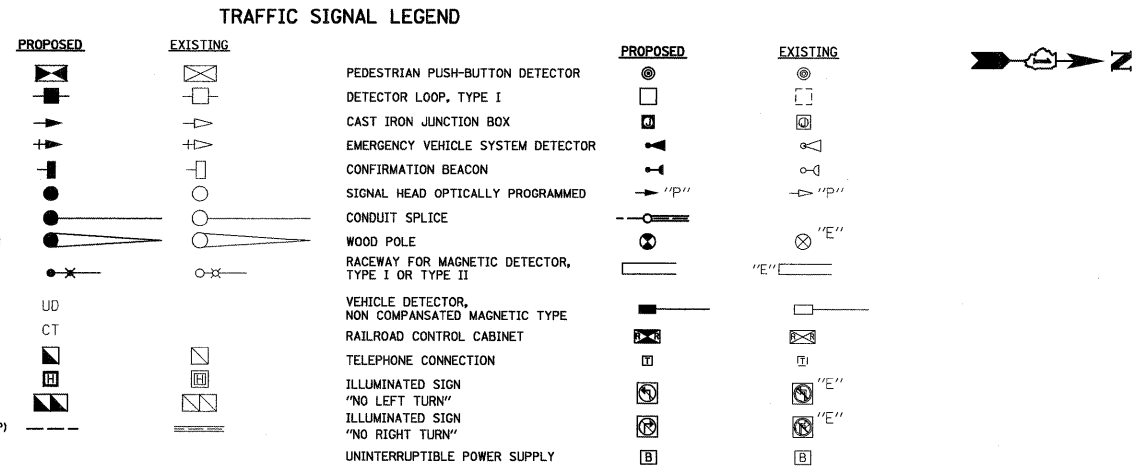 TRAFFIC SIGNAL LEGEND
PROPOSED EXISTING
UD
CT
H H
P)
PROPOSED EXISTING
PEDESTRIAN PUSH-BUTTON DETECTOR
DETECTOR LOOP, TYPE I
CAST IRON JUNCTION BOX J J
EMERGENCY VEHICLE SYSTEM DETECTOR
CONFIRMATION BEACON
SIGNAL HEAD OPTICALLY PROGRAMMED "P" "P"
CONDUIT SPLICE
WOOD POLE "E"
RACEWAY FOR MAGNETIC DETECTOR,
TYPE I OR TYPE II "E"
VEHICLE DETECTOR,
NON COMPANSATED MAGNETIC TYPE
RAILROAD CONTROL CABINET R R R R
TELEPHONE CONNECTION T T
ILLUMINATED SIGN "E"
"NO LEFT TURN"
ILLUMINATED SIGN "E"
"NO RIGHT TURN"
UNINTERRUPTIBLE POWER SUPPLY B B
N